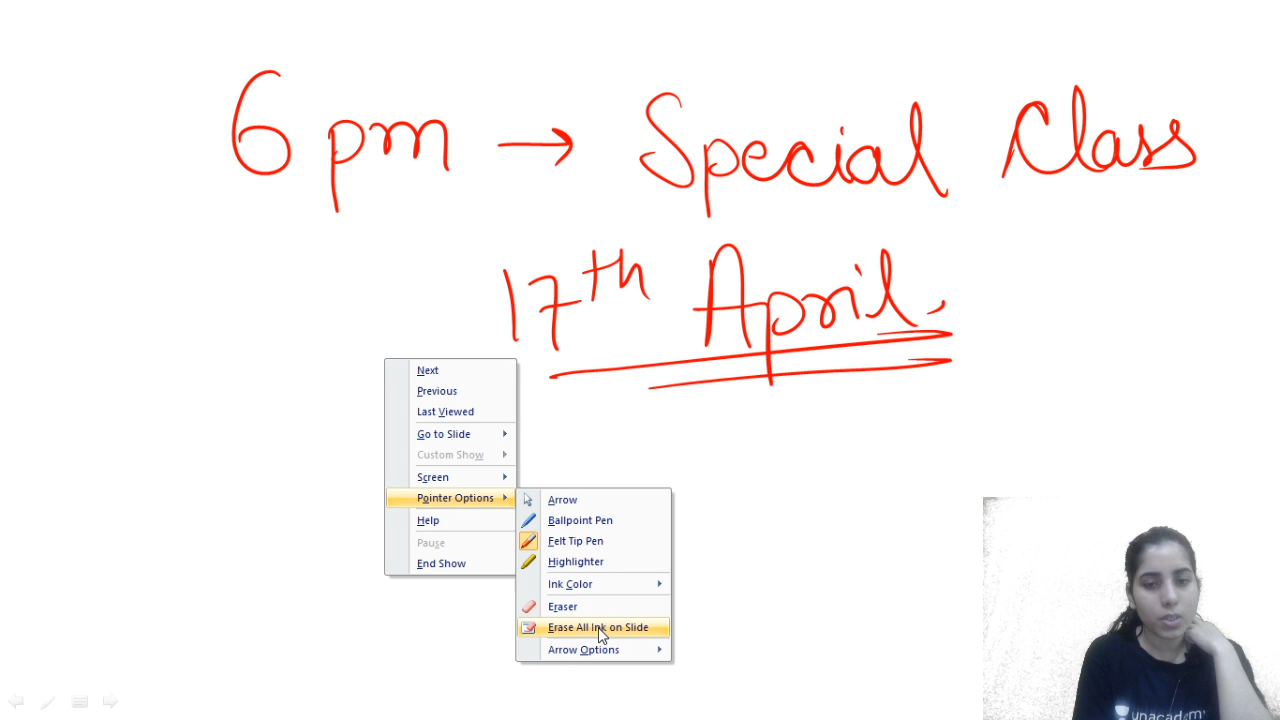 6 pm → Special Class
17th April.
Next
Previous
Last Viewed
Go to Slide
Custom Show
Screen
Pointer Options
Help
Pause
End Show
Arrow
Ballpoint Pen
Felt Tip Pen
Highlighter
Ink Color
Eraser
Erase All Ink on Slide
Arrow Options
unacademy